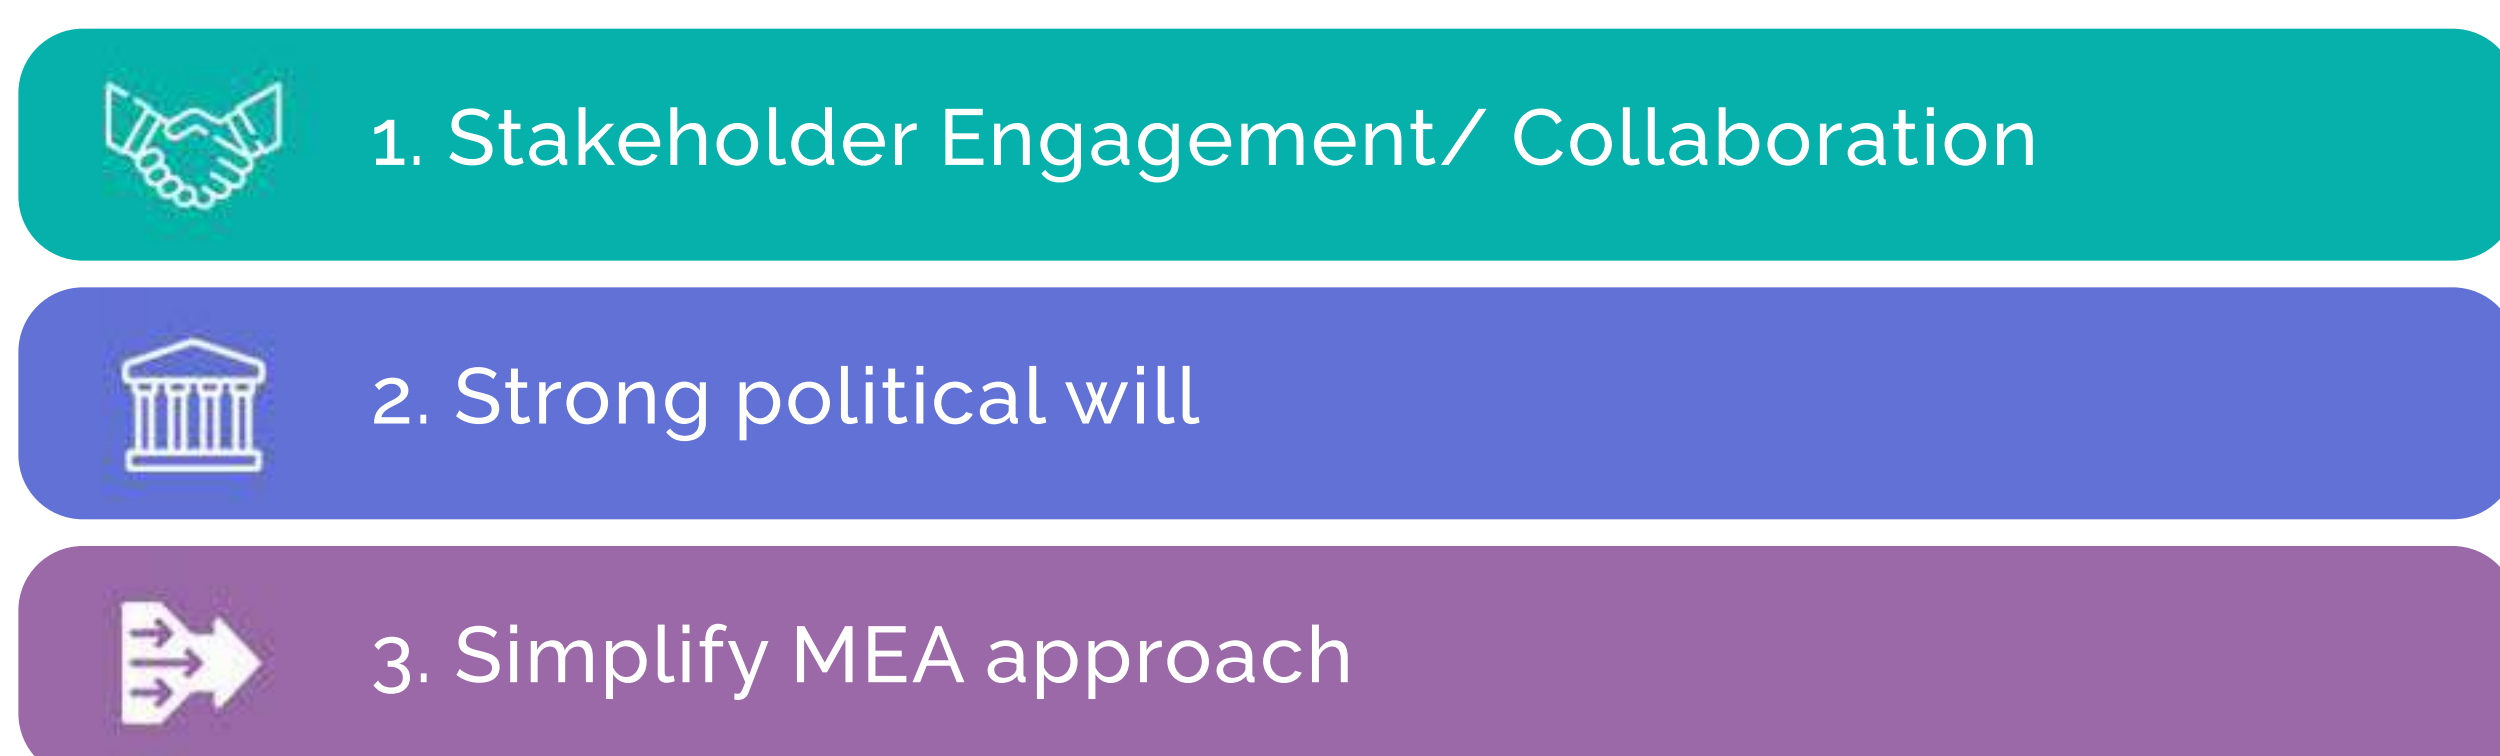 1. Stakeholder Engagement/ Collaboration
2. Strong political will
3. Simplify MEA approach